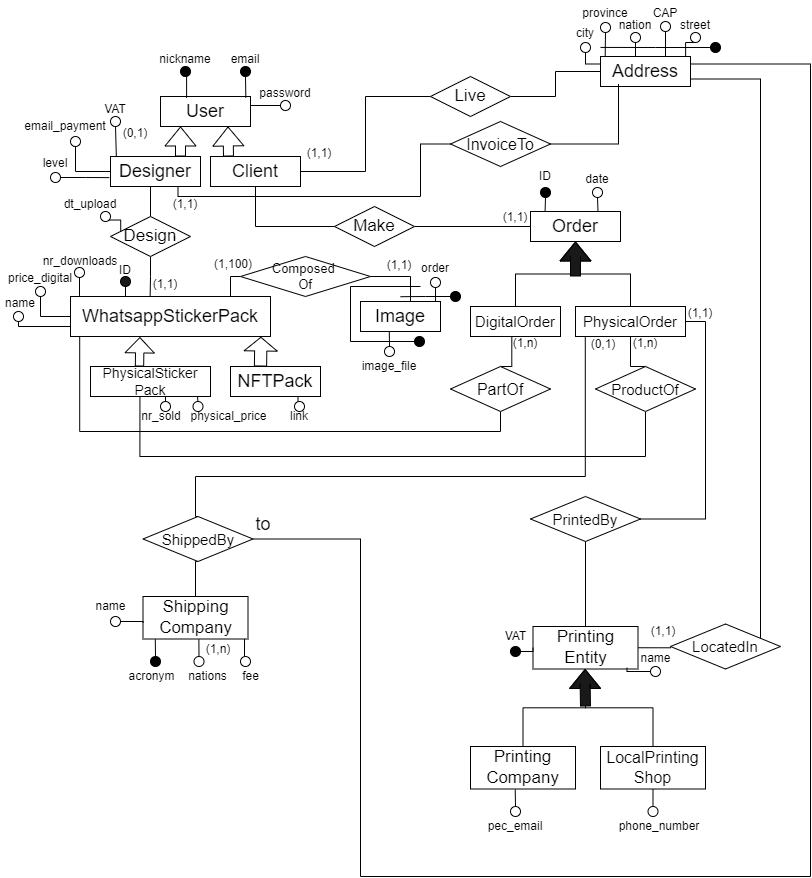 province
CAP
nation
street
city
Address
nickname
email
password
User
Live
VAT
email_payment
(0,1)
level
InvoiceTo
Designer
Client
(1,1)
(1,1)
ID
date
dt_upload
Design
Make
(1,1)
Order
nr_downloads
ID
price_digital
name
(1,1)
(1,100)
Composed
Of
(1,1)
order
WhatsappStickerPack
Image
DigitalOrder
PhysicalOrder
(1,1)
(1,n)
(0,1)
(1,n)
image_file
PhysicalSticker
Pack
NFTPack
PartOf
ProductOf
nr_sold
physical_price
link
to
ShippedBy
PrintedBy
name
Shipping
Company
(1,n)
acronym
nations
fee
VAT
Printing
Entity
(1,1)
name
LocatedIn
Printing
Company
LocalPrinting
Shop
pec_email
phone_number